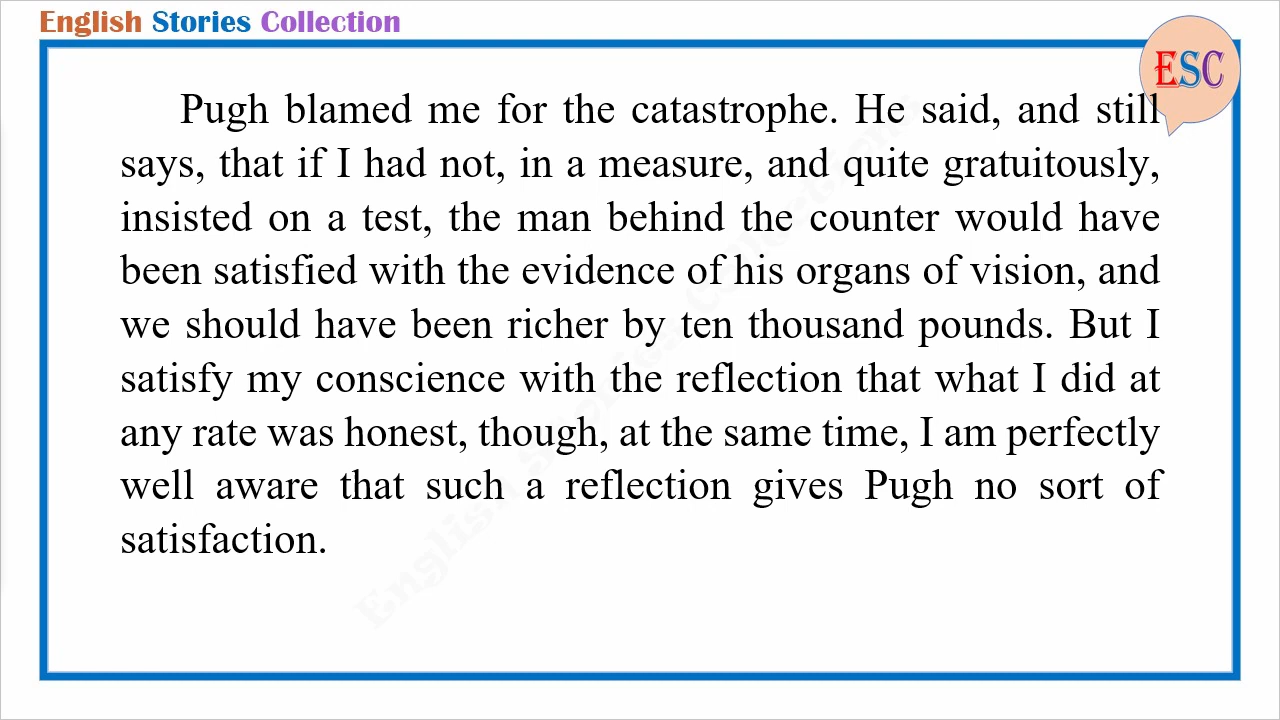 English Stories Collection
ESC
Pugh blamed me for the catastrophe. He said, and still
says, that if I had not, in a measure, and quite gratuitously,
insisted on a test, the man behind the counter would have
been satisfied with the evidence of his organs of vision, and
we should have been richer by ten thousand pounds. But I
satisfy my conscience with the reflection that what I did at
any rate was honest, though, at the same time, I am perfectly
well aware that such a reflection gives Pugh no sort of
satisfaction.